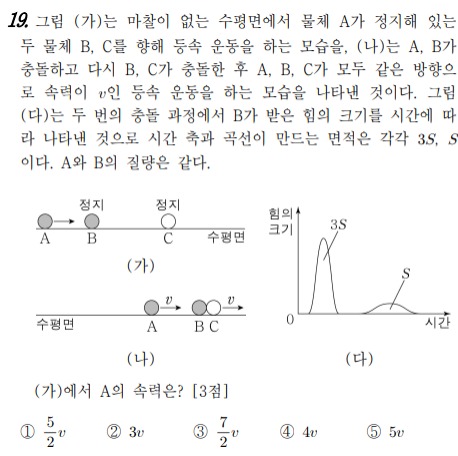 19. 그림 (가)는 마찰이 없는 수평면에서 물체 A가 정지해 있는
두 물체 B, C를 향해 등속 운동을 하는 모습을, (나)는 A, B가
충돌하고 다시 B, C가 충돌한 후 A, B, C가 모두 같은 방향으
로 속력이 v인 등속 운동을 하는 모습을 나타낸 것이다. 그림
(다)는 두 번의 충돌 과정에서 B가 받은 힘의 크기를 시간에 따
라 나타낸 것으로 시간 축과 곡선이 만드는 면적은 각각 3S, S
이다. A와 B의 질량은 같다.
정지 정지
A B C 수평면
(가)
v v
수평면 A B C
(나)
힘의
크기
3S
S
0 시간
(다)
(가)에서 A의 속력은? [3점]
① 5/2 v ② 3v ③ 7/2 v ④ 4v ⑤ 5v